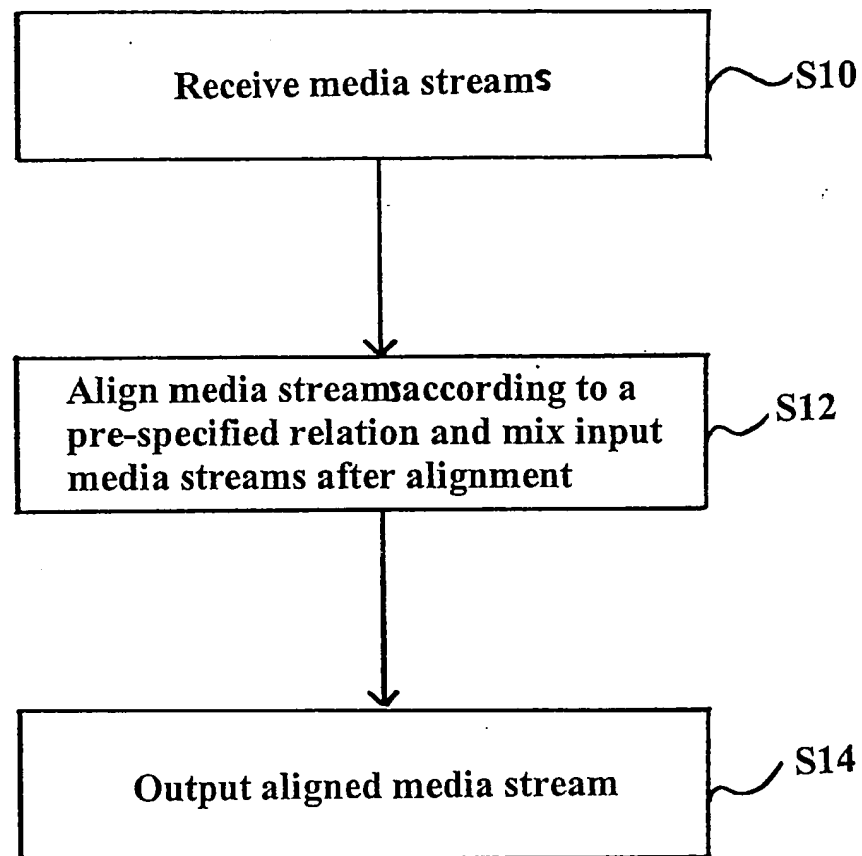 Receive media streams
S10
Align media streamsaccording to a
pre-specified relation and mix input
media streams after alignment
S12
Output aligned media stream
S14